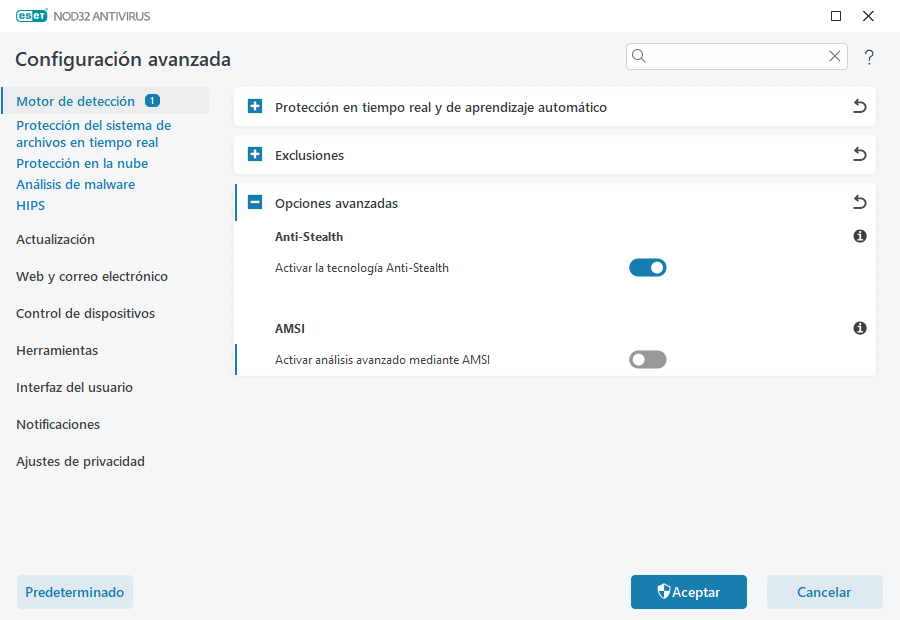 eset NOD32 ANTIVIRUS
Configuración avanzada
?
Motor de detección 1
Protección del sistema de
archivos en tiempo real
Protección en la nube
Análisis de malware
HIPS
Actualización
Web y correo electrónico
Control de dispositivos
Herramientas
Interfaz del usuario
Notificaciones
Ajustes de privacidad
Protección en tiempo real y de aprendizaje automático
Exclusiones
Opciones avanzadas
Anti-Stealth
Activar la tecnología Anti-Stealth
AMSI
Activar análisis avanzado mediante AMSI
Predeterminado
Aceptar
Cancelar